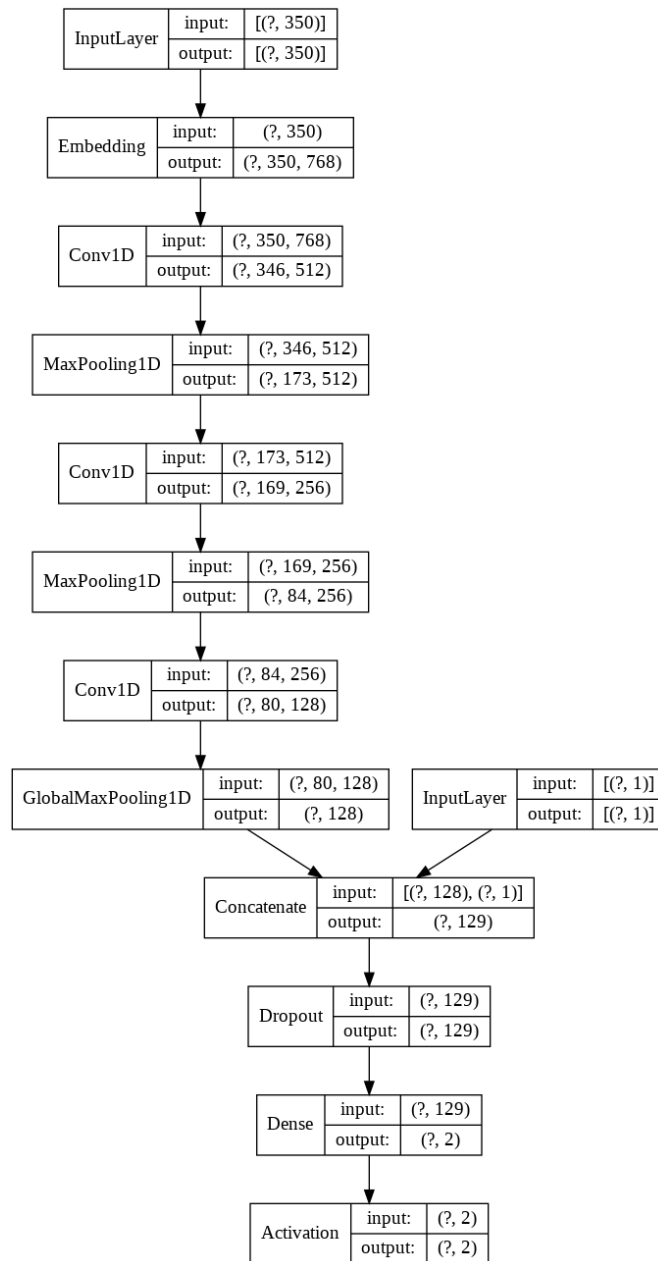 InputLayer
input: [(?, 350)]
output: [(?, 350)]
Embedding
input: (?, 350)
output: (?, 350, 768)
Conv1D
input: (?, 350, 768)
output: (?, 346, 512)
MaxPooling1D
input: (?, 346, 512)
output: (?, 173, 512)
Conv1D
input: (?, 173, 512)
output: (?, 169, 256)
MaxPooling1D
input: (?, 169, 256)
output: (?, 84, 256)
Conv1D
input: (?, 84, 256)
output: (?, 80, 128)
GlobalMaxPooling1D
input: (?, 80, 128)
output: (?, 128)
InputLayer
input: [(?, 1)]
output: [(?, 1)]
Concatenate
input: [(?, 128), (?, 1)]
output: (?, 129)
Dropout
input: (?, 129)
output: (?, 129)
Dense
input: (?, 129)
output: (?, 2)
Activation
input: (?, 2)
output: (?, 2)